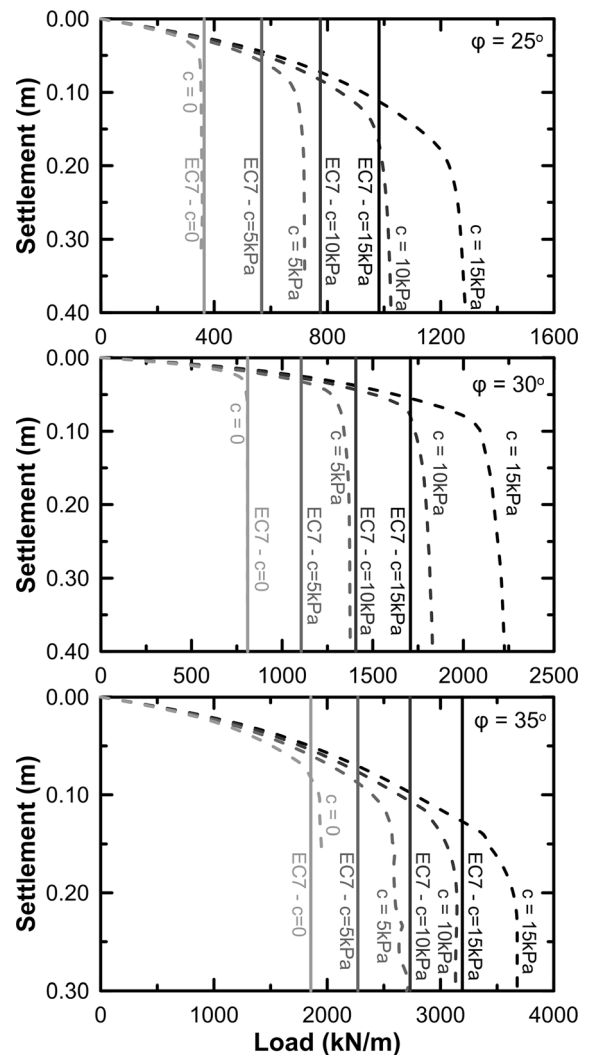 0.00
0.10
0.20
0.30
0.40
Settlement (m)
φ = 25°
c = 0
EC7 - c=0
EC7 - c=5kPa
c = 5kPa
EC7 - c=10kPa
EC7 - c=15kPa
c = 10kPa
c = 15kPa
0
400
800
1200
1600
0.00
0.10
0.20
0.30
0.40
Settlement (m)
φ = 30°
c = 0
EC7 - c=0
EC7 - c=5kPa
c = 5kPa
EC7 - c=10kPa
EC7 - c=15kPa
c = 10kPa
c = 15kPa
0
500
1000
1500
2000
2500
0.00
0.10
0.20
0.30
Settlement (m)
φ = 35°
EC7 - c=0
c = 0
EC7 - c=5kPa
c = 5kPa
EC7 - c=10kPa
c = 10kPa
EC7 - c=15kPa
c = 15kPa
0
1000
2000
3000
4000
Load (kN/m)